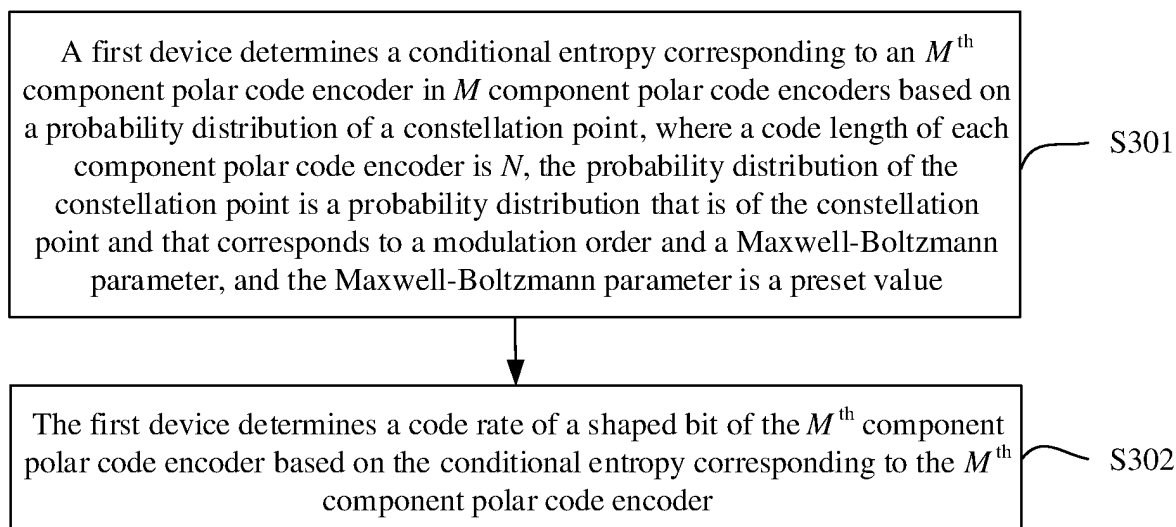 A first device determines a conditional entropy corresponding to an M th
component polar code encoder in M component polar code encoders based on
a probability distribution of a constellation point, where a code length of each
component polar code encoder is N, the probability distribution of the
constellation point is a probability distribution that is of the constellation
point and that corresponds to a modulation order and a Maxwell-Boltzmann
parameter, and the Maxwell-Boltzmann parameter is a preset value
S301
The first device determines a code rate of a shaped bit of the M th component
polar code encoder based on the conditional entropy corresponding to the M th
component polar code encoder
S302